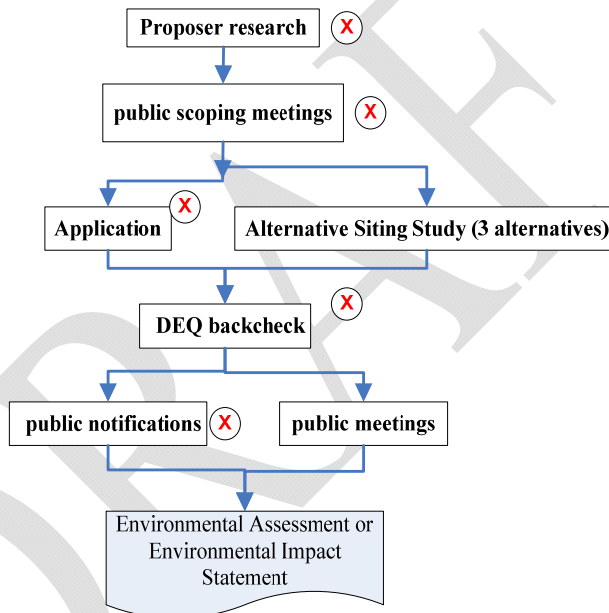 Proposer research X
public scoping meetings X
Application X
Alternative Siting Study (3 alternatives)
DEQ backcheck X
public notifications X
public meetings
Environmental Assessment or
Environmental Impact
Statement
DRAF